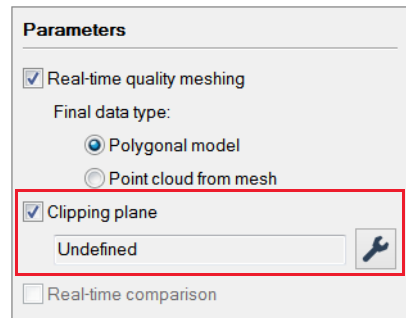 Parameters
Real-time quality meshing
Final data type:
Polygonal model
Point cloud from mesh
Clipping plane
Undefined
Real-time comparison